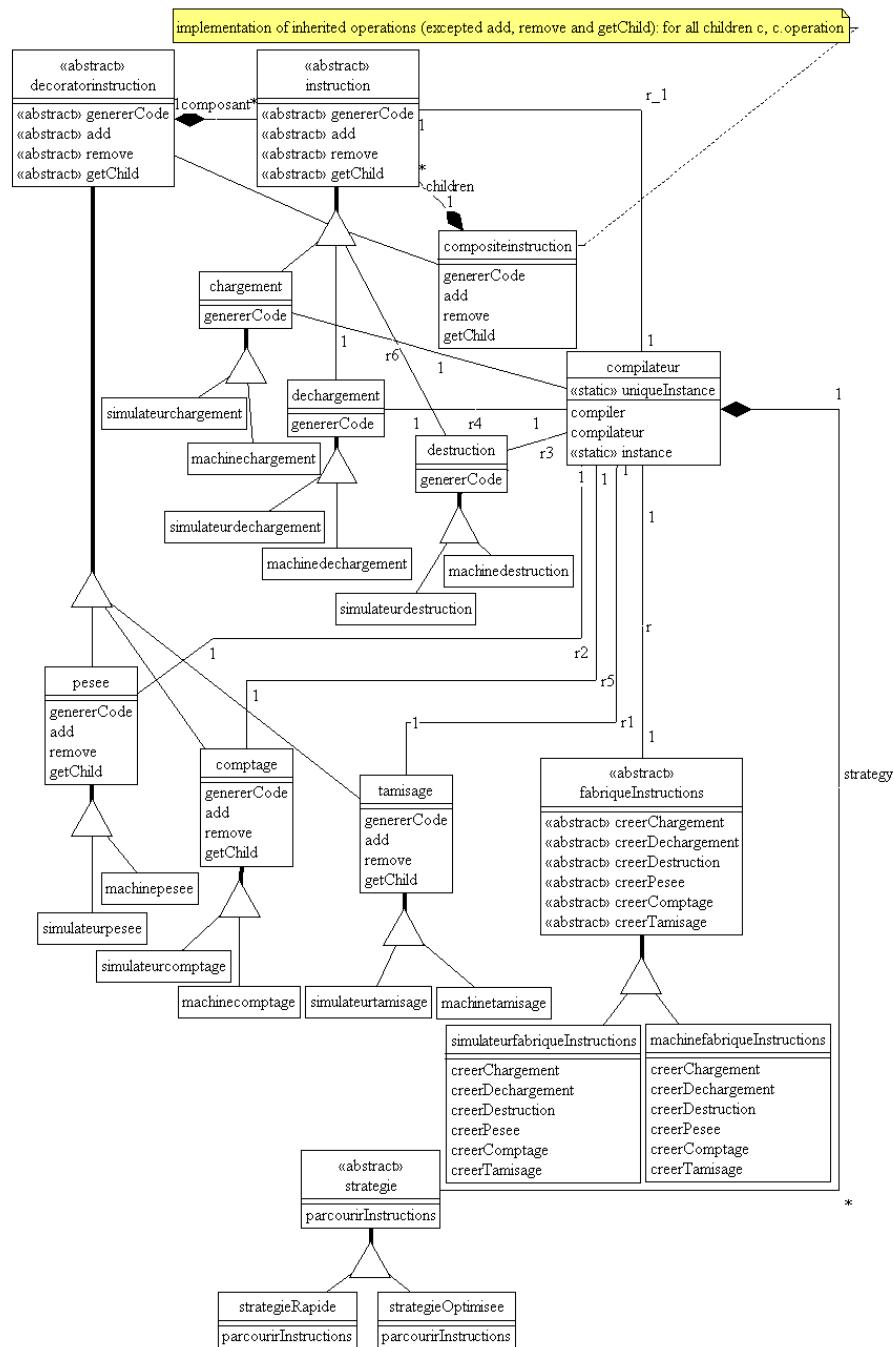 implementation of inherited operations (excepted add, remove and getChild): for all children c, c.operation
«abstract»
decoratorinstruction
«abstract» genererCode
«abstract» add
«abstract» remove
«abstract» getChild
1composant*
«abstract»
instruction
«abstract» genererCode
«abstract» add
«abstract» remove
«abstract» getChild
r_1
1
*
children
1
compositeinstruction
genererCode
add
remove
getChild
chargement
genererCode
1
r6
1
1
compilateur
«static» uniqueInstance
compiler
compilateur
«static» instance
1
simulateurchargement
machinechargement
dechargement
genererCode
1
r4
1
r3
destruction
genererCode
simulateurdechargement
machinedechargement
machinedestruction
simulateurdestruction
1
1
1
1
1
r2
r
pesee
genererCode
add
remove
getChild
1
r5
1
r1
1
comptage
genererCode
add
remove
getChild
tamisage
genererCode
add
remove
getChild
«abstract»
fabriqueInstructions
«abstract» creerChargement
«abstract» creerDechargement
«abstract» creerDestruction
«abstract» creerPesee
«abstract» creerComptage
«abstract» creerTamisage
strategy
machinepesee
simulateurpesee
simulateurcomptage
machinecomptage
simulateurtamisage
machinetamisage
simulateurfabriqueInstructions
creerChargement
creerDechargement
creerDestruction
creerPesee
creerComptage
creerTamisage
machinefabriqueInstructions
creerChargement
creerDechargement
creerDestruction
creerPesee
creerComptage
creerTamisage
«abstract»
strategie
parcourirInstructions
*
strategieRapide
parcourirInstructions
strategieOptimisee
parcourirInstructions